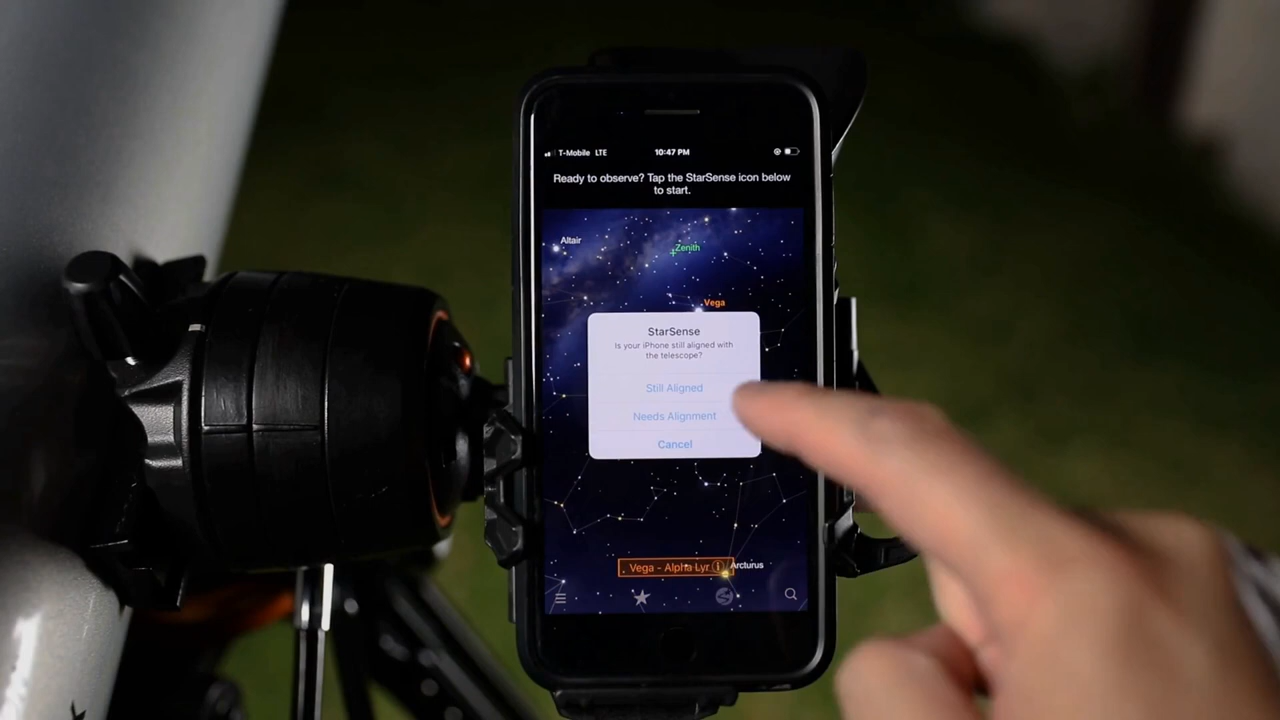 T-Mobile LTE 10:47 PM
Ready to observe? Tap the StarSense icon below
to start.
Altair
Zenith
Vega
StarSense
Is your iPhone still aligned with
the telescope?
Still Aligned
Needs Alignment
Cancel
Vega - Alpha Lyr
Arcturus